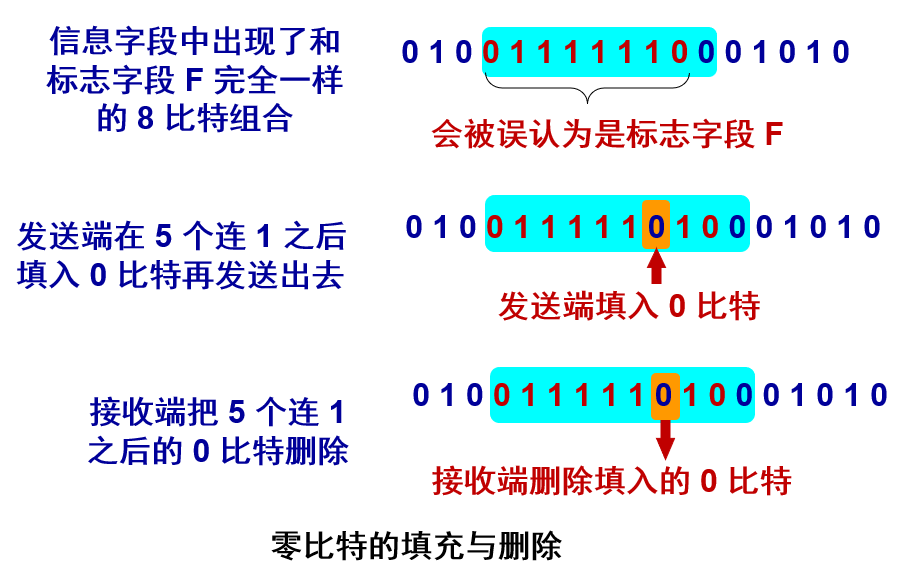 信息字段中出现了和
标志字段 F 完全一样
的 8 比特组合
0 1 0 0 1 1 1 1 1 1 0 0 0 1 0 1 0
会被误认为是标志字段 F
发送端在 5 个连 1 之后
填入 0 比特再发送出去
0 1 0 0 1 1 1 1 1 0 1 0 0 0 1 0 1 0
发送端填入 0 比特
接收端把 5 个连 1
之后的 0 比特删除
0 1 0 0 1 1 1 1 1 0 1 0 0 0 1 0 1 0
接收端删除填入的 0 比特
零比特的填充与删除